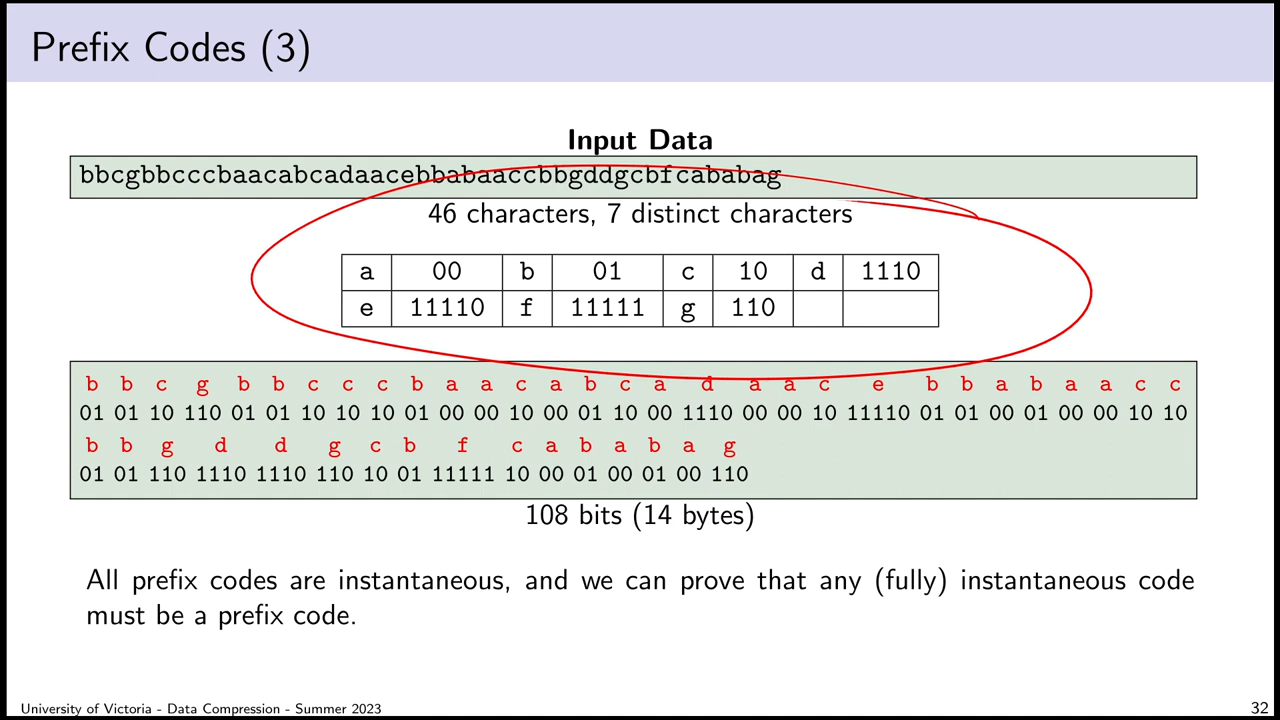 Prefix Codes (3)
Input Data
bbcgbbcccbaacabcadaacebbabaaccbbgddgcbfcababag
46 characters, 7 distinct characters
a 00 b 01 c 10 d 1110
e 11110 f 11111 g 110
b b c g b b c c c b a a c a b c a d a a c e b b a b a a c c
01 01 10 110 01 01 10 10 10 01 00 00 10 00 01 10 00 1110 00 00 10 11110 01 01 00 01 00 00 10 10
b b g d d g c b f c a b a b a g
01 01 110 1110 1110 110 10 01 11111 10 00 01 00 01 00 110
108 bits (14 bytes)
All prefix codes are instantaneous, and we can prove that any (fully) instantaneous code
must be a prefix code.
University of Victoria - Data Compression - Summer 2023
32